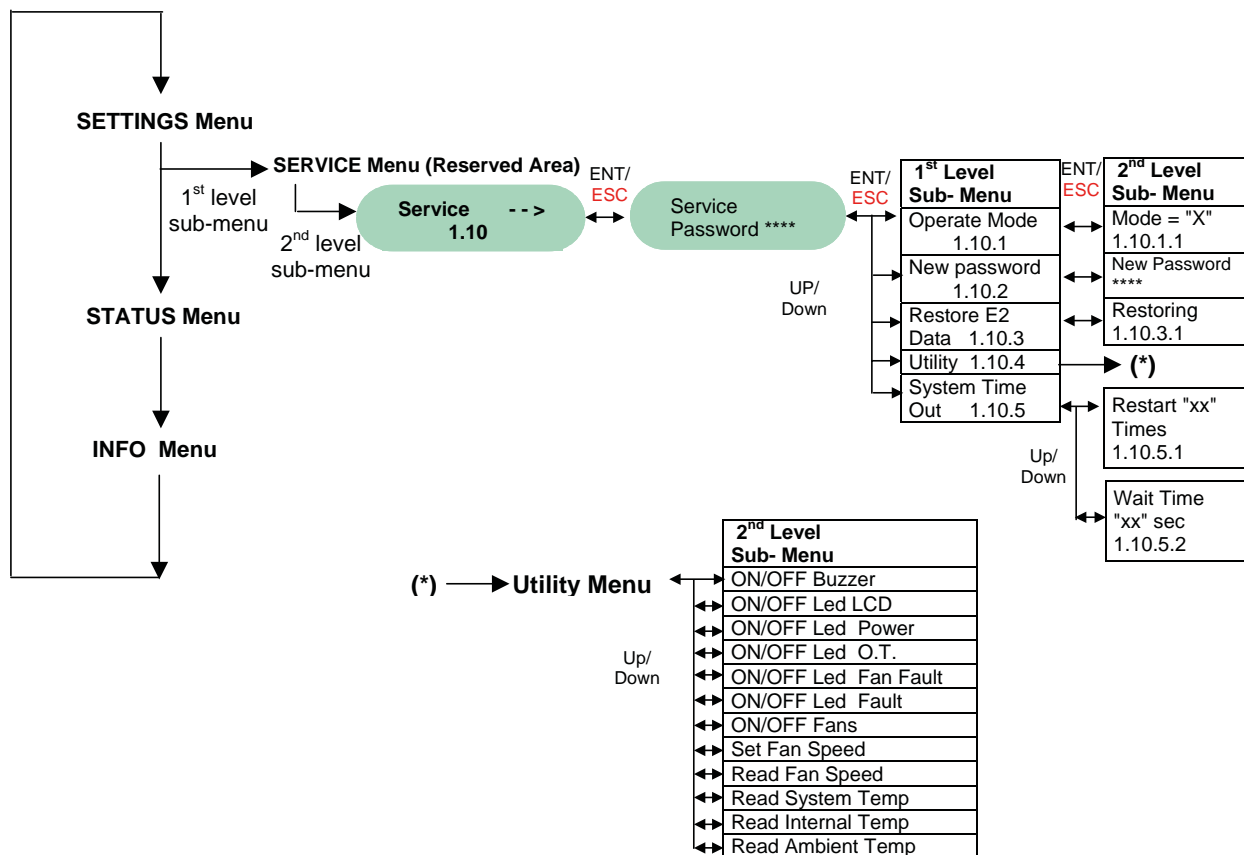 SETTINGS Menu
1st level
sub-menu
SERVICE Menu (Reserved Area)
2nd level
sub-menu
Service - - >
1.10
ENT/
ESC
Service
Password ****
ENT/
ESC
UP/
Down
1st Level
Sub- Menu
Operate Mode
1.10.1
New password
1.10.2
Restore E2
Data 1.10.3
Utility 1.10.4
System Time
Out 1.10.5
ENT/
ESC
2nd Level
Sub- Menu
Mode = "X"
1.10.1.1
New Password
****
Restoring
1.10.3.1
(*)
Up/
Down
Restart "xx"
Times
1.10.5.1
Wait Time
"xx" sec
1.10.5.2
STATUS Menu
INFO Menu
(*)
Utility Menu
Up/
Down
2nd Level
Sub- Menu
ON/OFF Buzzer
ON/OFF Led LCD
ON/OFF Led Power
ON/OFF Led O.T.
ON/OFF Led Fan Fault
ON/OFF Led Fault
ON/OFF Fans
Set Fan Speed
Read Fan Speed
Read System Temp
Read Internal Temp
Read Ambient Temp